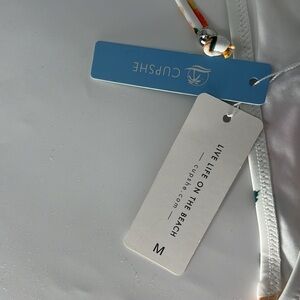 CUPSHE
LIVE LIFE ON THE BEACH
— cupshe.com —
M